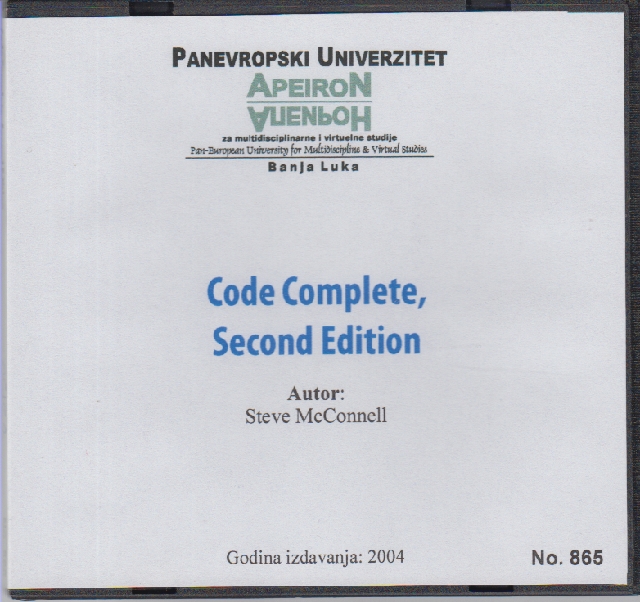 PANEVROPSKI UNIVERZITET
APEIRON
АПЕИРОН
za multidisciplinarne i virtuelne studije
Pan-European University for Multidiscipline & Virtual Studies
Banja Luka
Code Complete,
Second Edition
Autor:
Steve McConnell
Godina izdavanja: 2004
No. 865